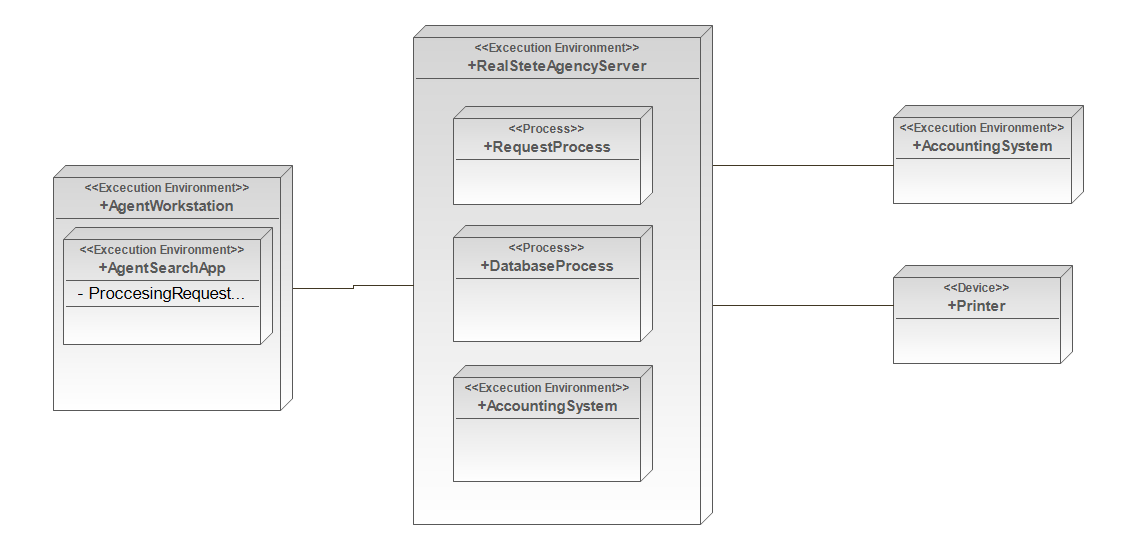 <<Excecution Environment>>
+AgentWorkstation
<<Excecution Environment>>
+AgentSearchApp
- ProccesingRequest...
<<Excecution Environment>>
+RealSteteAgencyServer
<<Process>>
+RequestProcess
<<Process>>
+DatabaseProcess
<<Excecution Environment>>
+AccountingSystem
<<Excecution Environment>>
+AccountingSystem
<<Device>>
+Printer